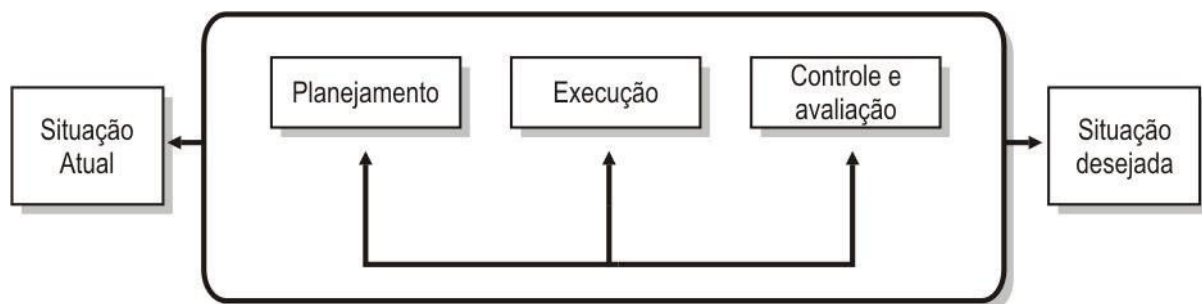 Situação
Atual
Planejamento
Execução
Controle e
avaliação
Situação
desejada